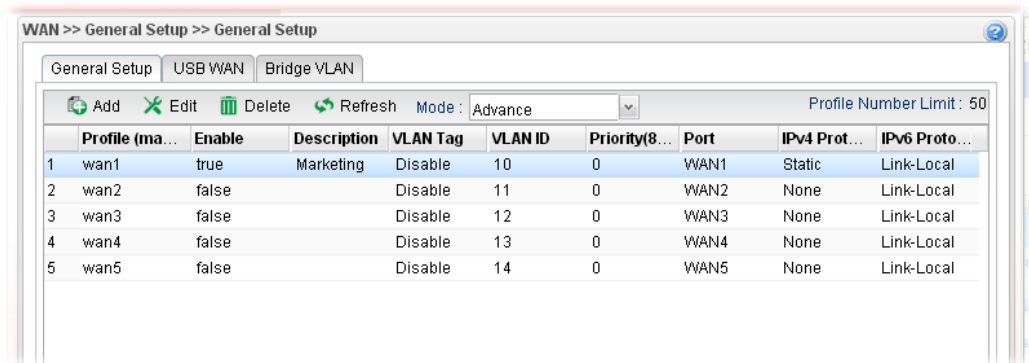 WAN >> General Setup >> General Setup
General Setup USB WAN Bridge VLAN
Add Edit Delete Refresh Mode : Advance Profile Number Limit : 50
Profile (ma... Enable Description VLAN Tag VLAN ID Priority(8... Port IPv4 Prot... IPv6 Proto...
1 wan1 true Marketing Disable 10 0 WAN1 Static Link-Local
2 wan2 false Disable 11 0 WAN2 None Link-Local
3 wan3 false Disable 12 0 WAN3 None Link-Local
4 wan4 false Disable 13 0 WAN4 None Link-Local
5 wan5 false Disable 14 0 WAN5 None Link-Local